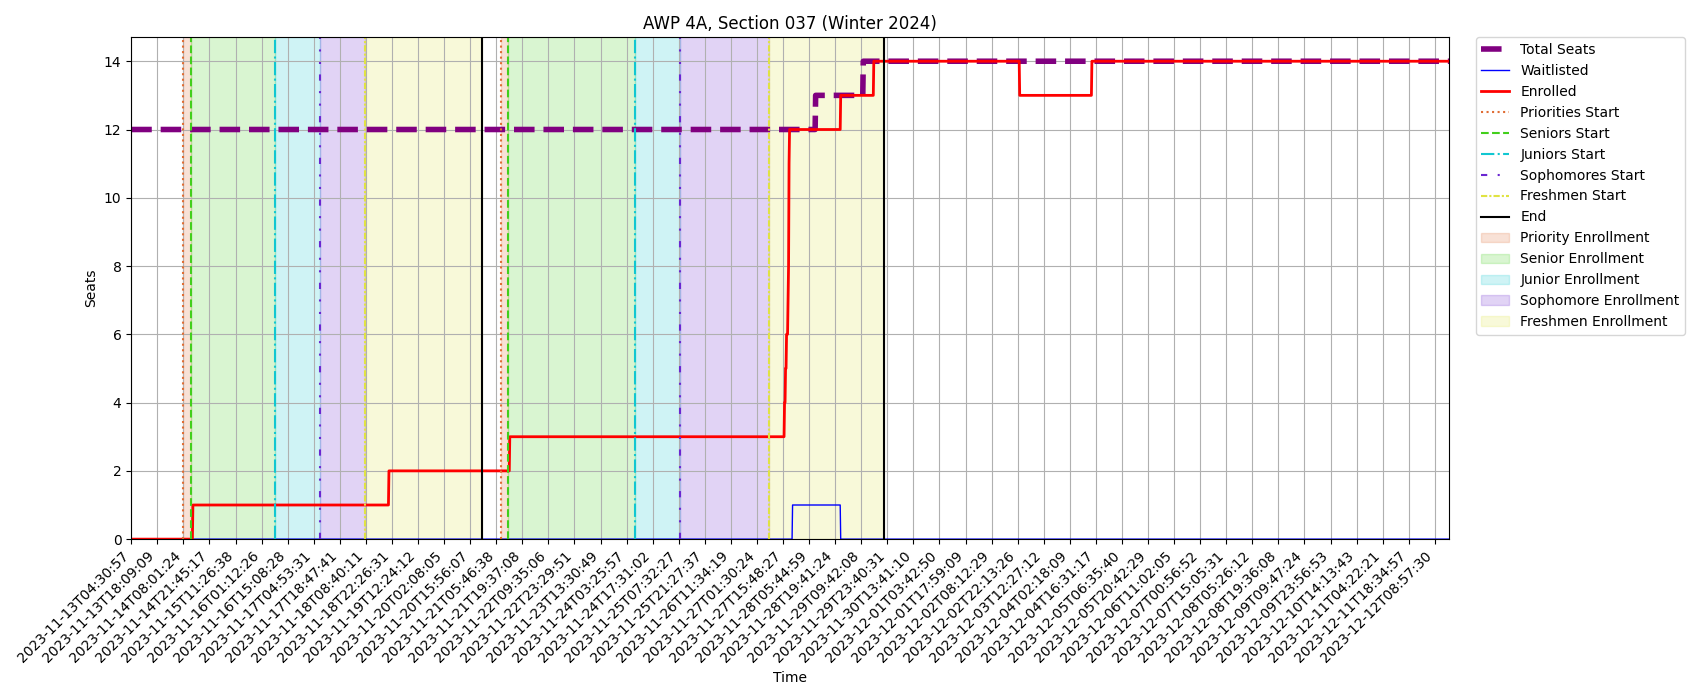 AWP 4A, Section 037 (Winter 2024)
14
12
10
8
6
4
2
0
Seats
2023-11-13T04:30:57
2023-11-13T18:09:09
2023-11-14T08:01:24
2023-11-14T21:45:17
2023-11-15T11:26:38
2023-11-16T01:12:26
2023-11-16T15:08:28
2023-11-17T04:53:31
2023-11-17T18:47:41
2023-11-18T08:40:11
2023-11-18T22:26:31
2023-11-19T12:24:12
2023-11-20T02:08:05
2023-11-20T15:56:07
2023-11-21T05:46:38
2023-11-21T19:37:08
2023-11-22T09:35:06
2023-11-22T23:29:51
2023-11-23T13:30:49
2023-11-24T03:25:57
2023-11-24T17:31:02
2023-11-25T07:32:27
2023-11-25T21:27:37
2023-11-26T11:34:19
2023-11-27T01:30:24
2023-11-27T15:48:27
2023-11-28T05:44:59
2023-11-28T19:41:24
2023-11-29T09:42:08
2023-11-29T23:40:31
2023-11-30T13:41:10
2023-12-01T03:42:50
2023-12-01T17:59:09
2023-12-02T08:12:29
2023-12-02T22:13:26
2023-12-03T12:27:12
2023-12-04T02:18:09
2023-12-04T16:31:17
2023-12-05T06:35:40
2023-12-05T20:42:29
2023-12-06T11:02:05
2023-12-07T00:56:52
2023-12-07T15:05:31
2023-12-08T05:26:12
2023-12-08T19:36:08
2023-12-09T09:47:24
2023-12-09T23:56:53
2023-12-10T14:13:43
2023-12-11T04:22:21
2023-12-11T18:34:57
2023-12-12T08:57:30
Time
Total Seats
Waitlisted
Enrolled
Priorities Start
Seniors Start
Juniors Start
Sophomores Start
Freshmen Start
End
Priority Enrollment
Senior Enrollment
Junior Enrollment
Sophomore Enrollment
Freshmen Enrollment